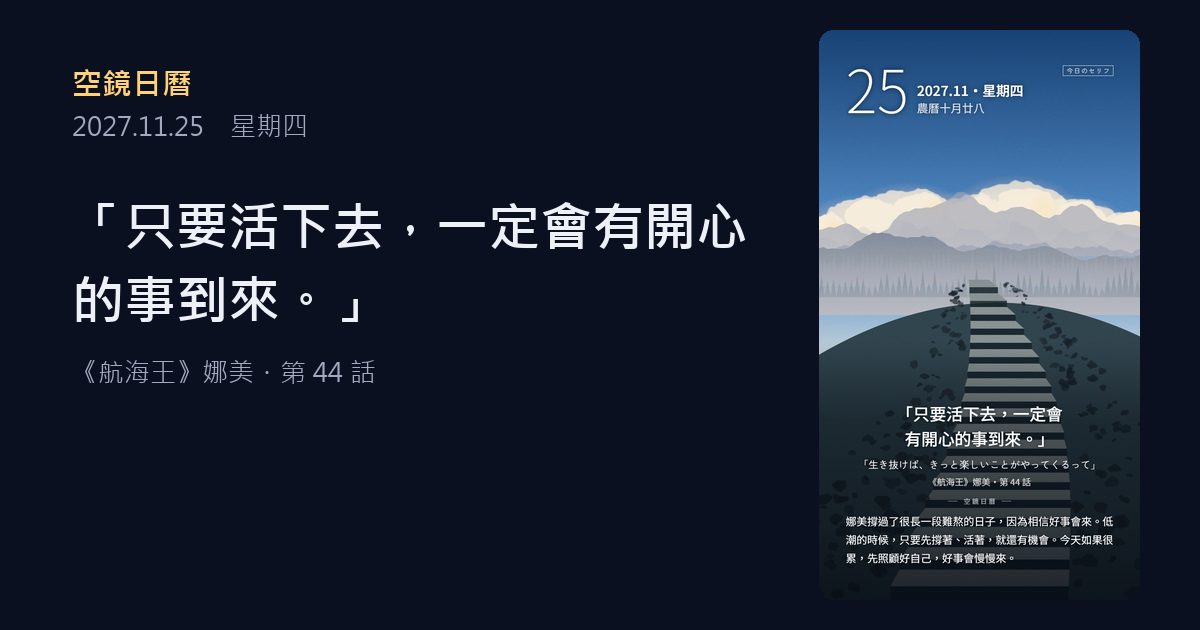 空鏡日曆
2027.11.25 星期四
「只要活下去，一定會有開心
的事到來。」
《航海王》娜美．第 44 話
今日のセリフ
25
2027.11・星期四
農曆十月廿八
「只要活下去，一定會
有開心的事到來。」
「生き抜けば、きっと楽しいことがやってくるって」
《航海王》娜美・第 44 話
空鏡日曆
娜美撐過了很長一段難熬的日子，因為相信好事會來。低
潮的時候，只要先撐著、活著，就還有機會。今天如果很
累，先照顧好自己，好事會慢慢來。